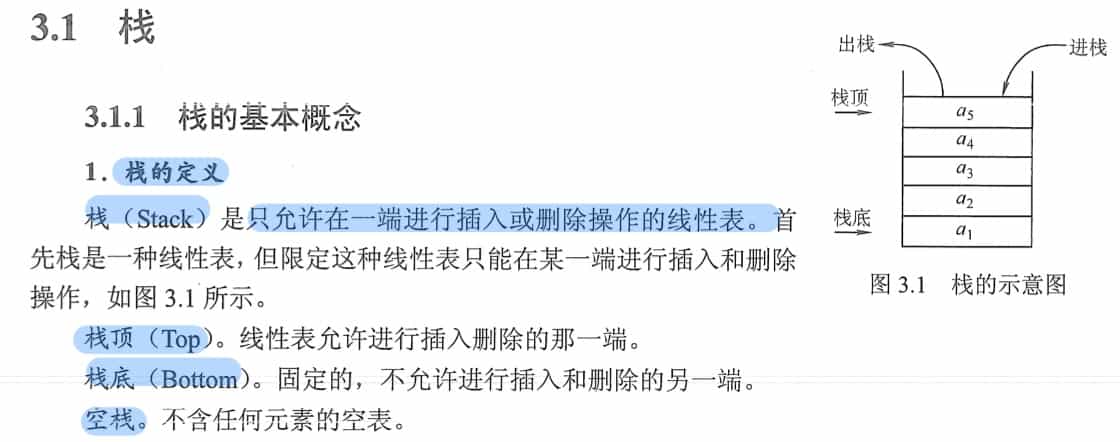 3.1 栈
3.1.1 栈的基本概念
1. 栈的定义
栈（Stack）是只允许在一端进行插入或删除操作的线性表。首
先栈是一种线性表，但限定这种线性表只能在某一端进行插入和删除
操作，如图 3.1 所示。
栈顶（Top）。线性表允许进行插入删除的那一端。
栈底（Bottom）。固定的，不允许进行插入和删除的另一端。
空栈。不含任何元素的空表。
出栈
进栈
栈顶
a5
a4
a3
a2
栈底
a1
图 3.1 栈的示意图